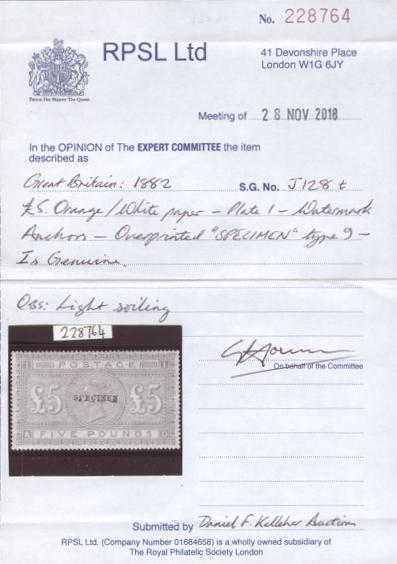 No. 228764
RPSL Ltd
41 Devonshire Place
London W1G 6JY
Patron Her Majesty The Queen
Meeting of 28 NOV 2018
In the OPINION of The EXPERT COMMITTEE the item
described as
Great Britain: 1882 S.G. No. J128 t
£5. Orange/White paper – Plate 1 – Watermark
Anchor – Overprinted "SPECIMEN" type 9 –
Is Genuine.
Obs: Light soiling
228764
POSTAGE
£5 SPECIMEN £5
A FIVE POUNDS D
On behalf of the Committee
Submitted by Daniel F. Kelleher Auctions
RPSL Ltd. (Company Number 01684658) is a wholly owned subsidiary of
The Royal Philatelic Society London